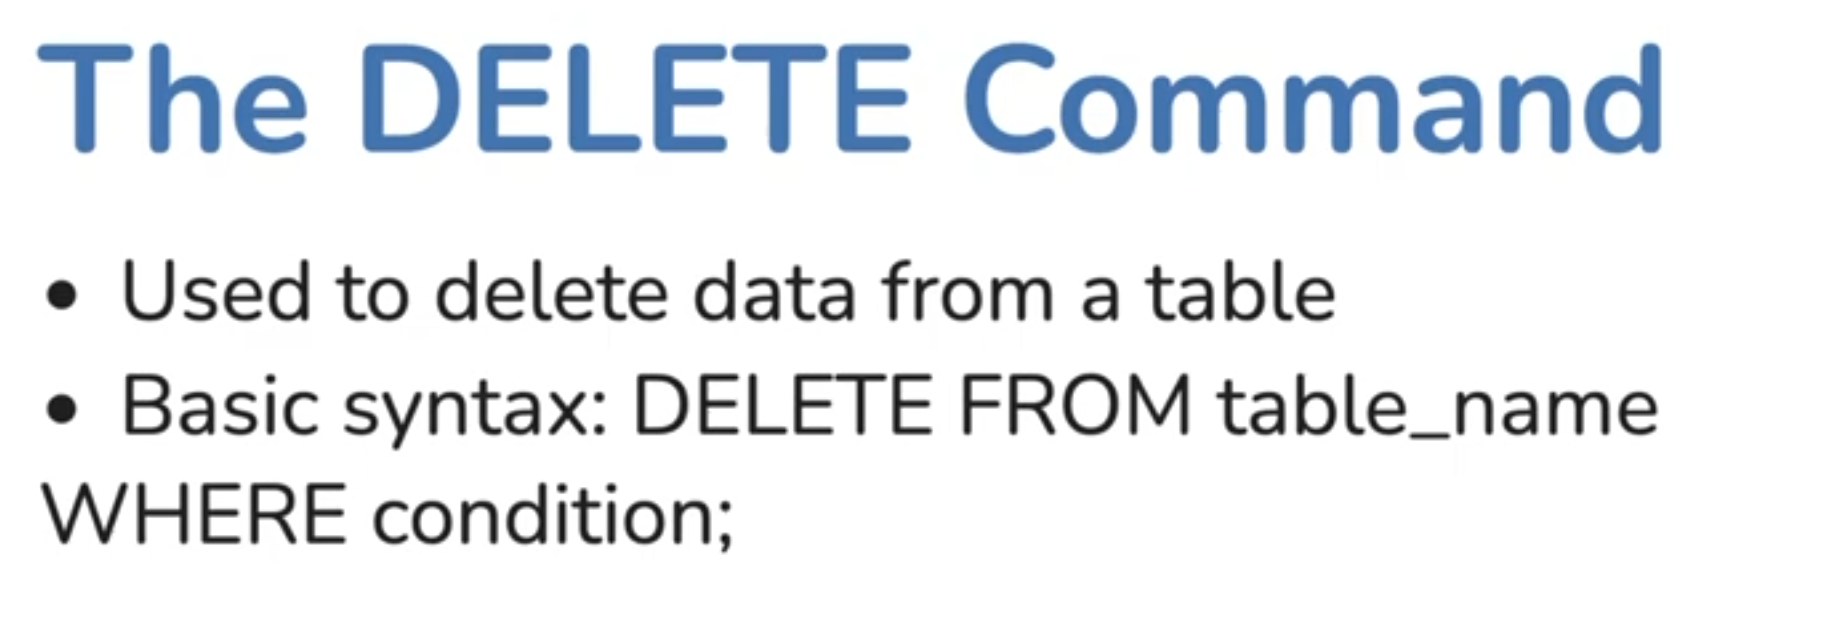 The DELETE Command
• Used to delete data from a table
• Basic syntax: DELETE FROM table_name
WHERE condition;